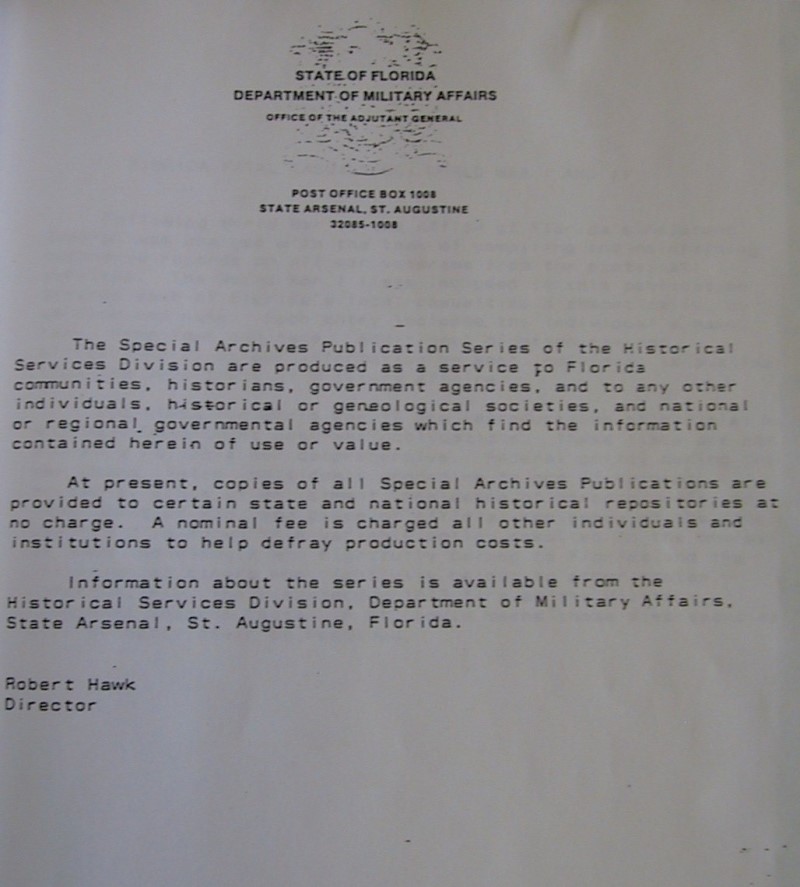 STATE OF FLORIDA
DEPARTMENT OF MILITARY AFFAIRS
OFFICE OF THE ADJUTANT GENERAL
POST OFFICE BOX 1008
STATE ARSENAL, ST. AUGUSTINE
32085-1008
The Special Archives Publication Series of the Historical
Services Division are produced as a service to Florida
communities, historians, government agencies, and to any other
individuals, historical or geneological societies, and national
or regional governmental agencies which find the information
contained herein of use or value.
At present, copies of all Special Archives Publications are
provided to certain state and national historical repositories at
no charge. A nominal fee is charged all other individuals and
institutions to help defray production costs.
Information about the series is available from the
Historical Services Division, Department of Military Affairs,
State Arsenal, St. Augustine, Florida.
Robert Hawk
Director